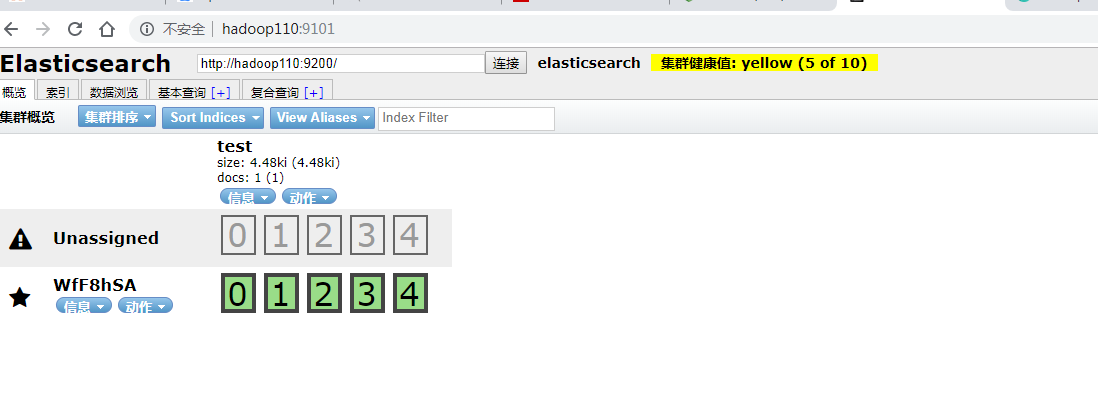 不安全 | hadoop110:9101
Elasticsearch http://hadoop110:9200/ 连接 elasticsearch 集群健康值: yellow (5 of 10)
概览 索引 数据浏览 基本查询 [+] 复合查询 [+]
集群概览 集群排序 Sort Indices View Aliases Index Filter
test
size: 4.48ki (4.48ki)
docs: 1 (1)
信息 动作
Unassigned 0 1 2 3 4
WfF8hSA 0 1 2 3 4
信息 动作